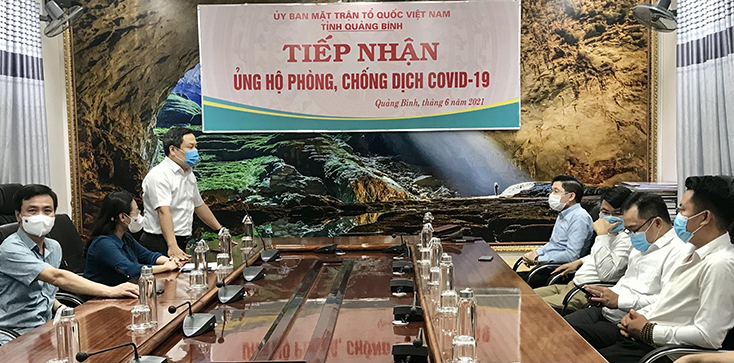 ỦY BAN MẶT TRẬN TỔ QUỐC VIỆT NAM
TỈNH QUẢNG BÌNH
TIẾP NHẬN
ỦNG HỘ PHÒNG, CHỐNG DỊCH COVID-19
Quảng Bình, tháng 6 năm 2021